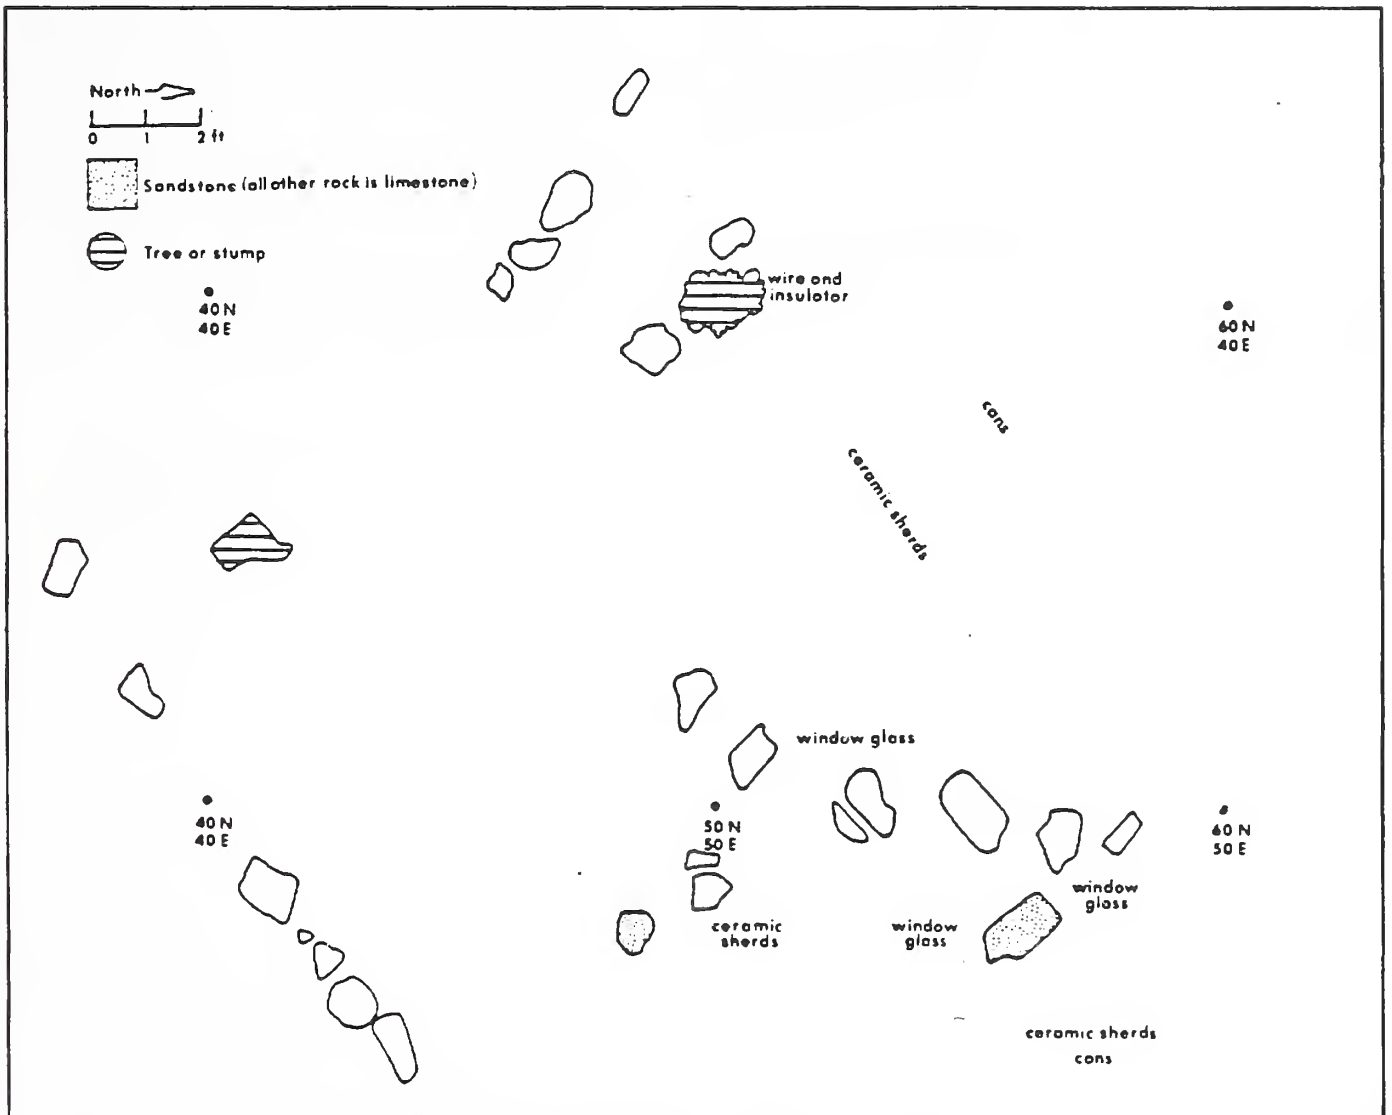 North
0 1 2 ft
Sandstone (all other rock is limestone)
Tree or stump
40 N
40 E
wire and
insulator
60 N
40 E
cans
ceramic sherds
window glass
40 N
40 E
50 N
50 E
60 N
50 E
window
glass
ceramic
sherds
window
glass
ceramic sherds
cans